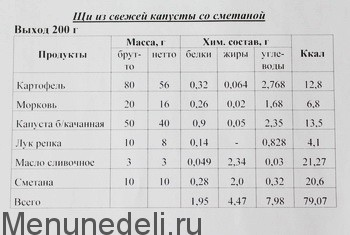 Щи из свежей капусты со сметаной
Выход 200 г
Продукты Масса, г Хим. состав, г Ккал
брут-то нетто белки жиры угле-воды
Картофель 80 56 0,32 0,064 2,768 12,8
Морковь 20 16 0,26 0,02 1,68 6,8
Капуста б/качанная 50 40 0,9 0,05 2,35 13,5
Лук репка 10 8 0,14 - 0,828 4,1
Масло сливочное 3 3 0,049 2,34 0,03 21,27
Сметана 10 10 0,28 2,0 0,32 20,6
Всего 1,95 4,47 7,98 79,07
Menunedeli.ru